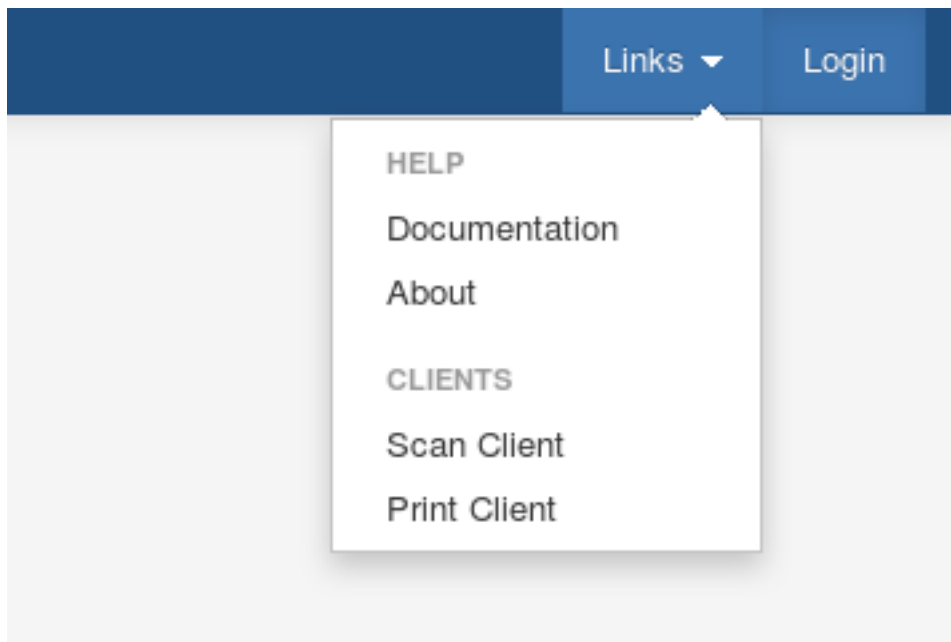 Links Login
HELP
Documentation
About
CLIENTS
Scan Client
Print Client